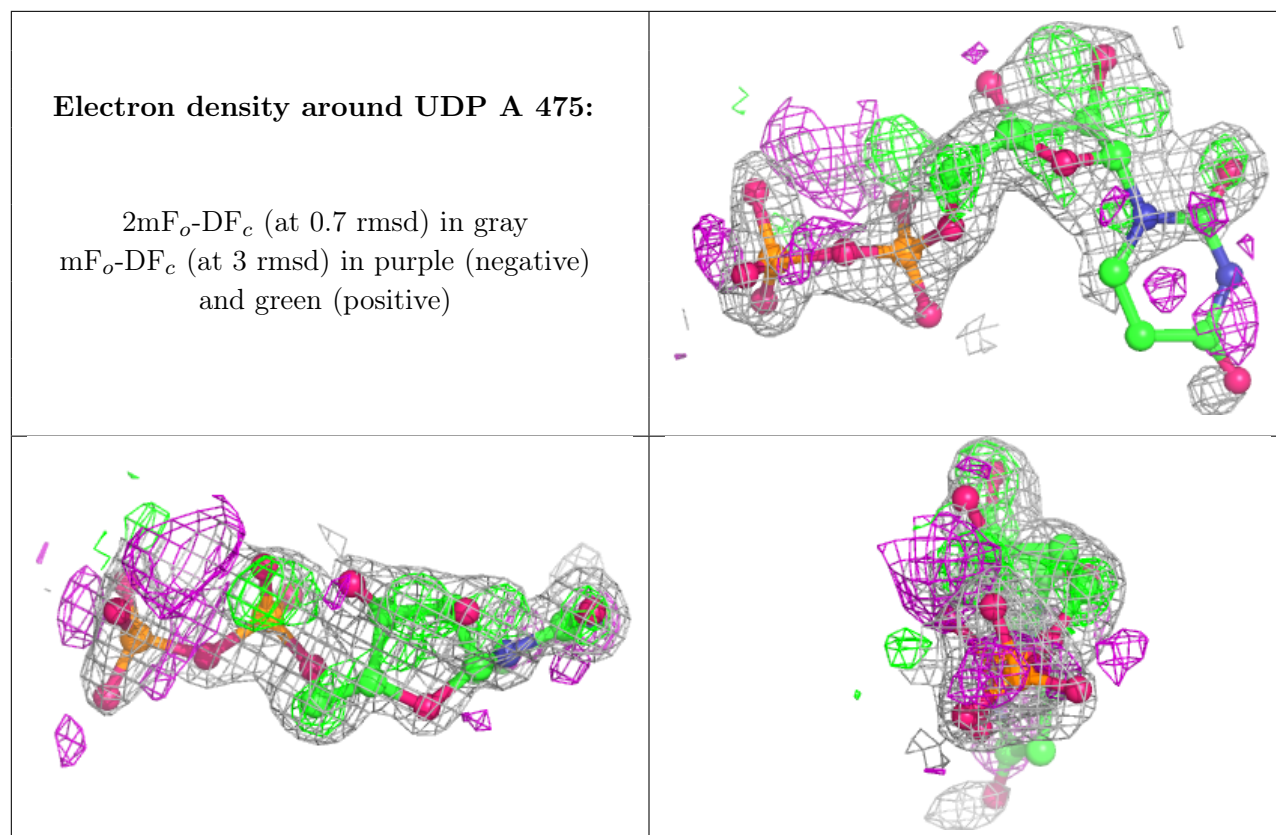 Electron density around UDP A 475:
2mFₒ-DF𝑐 (at 0.7 rmsd) in gray
mFₒ-DF𝑐 (at 3 rmsd) in purple (negative)
and green (positive)